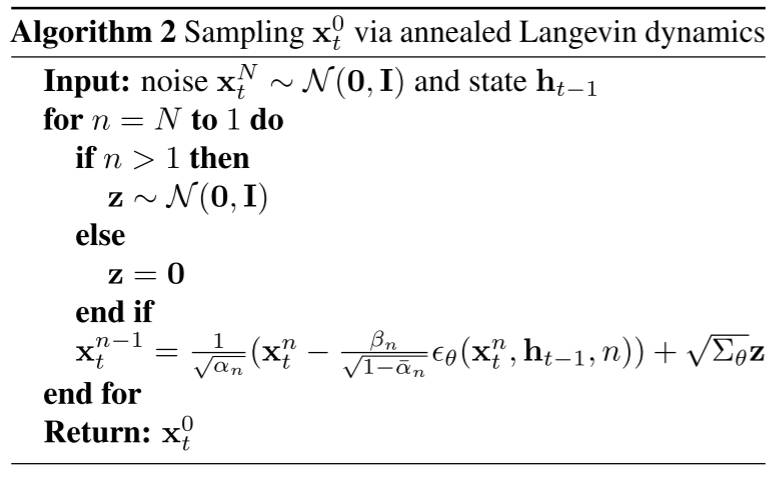 Algorithm 2 Sampling $\mathbf{x}_t^0$ via annealed Langevin dynamics
Input: noise $\mathbf{x}_t^N \sim \mathcal{N}(\mathbf{0}, \mathbf{I})$ and state $\mathbf{h}_{t-1}$
for $n = N$ to $1$ do
if $n > 1$ then
$\mathbf{z} \sim \mathcal{N}(\mathbf{0}, \mathbf{I})$
else
$\mathbf{z} = \mathbf{0}$
end if
$\mathbf{x}_t^{n-1} = \frac{1}{\sqrt{\alpha_n}}(\mathbf{x}_t^n - \frac{\beta_n}{\sqrt{1-\bar{\alpha}_n}}\epsilon_\theta(\mathbf{x}_t^n, \mathbf{h}_{t-1}, n)) + \sqrt{\Sigma_\theta}\mathbf{z}$
end for
Return: $\mathbf{x}_t^0$